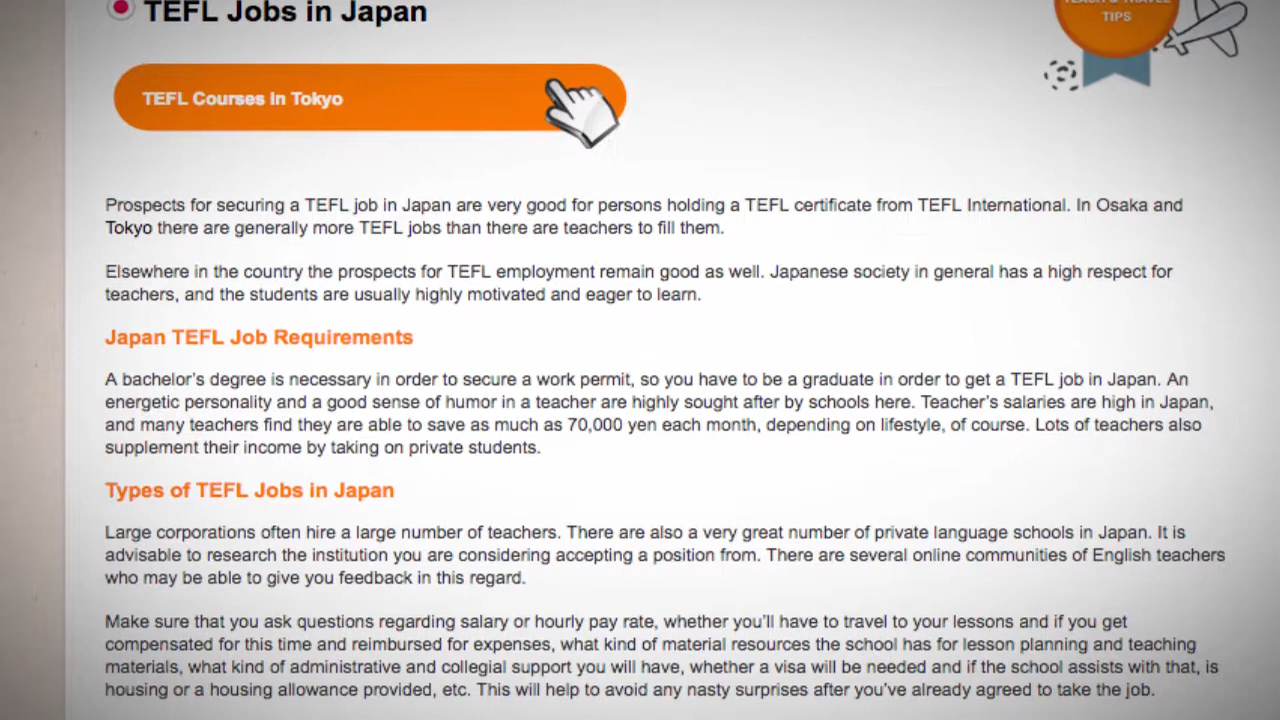 TEFL Jobs in Japan
TIPS
TEFL Courses In Tokyo
Prospects for securing a TEFL job in Japan are very good for persons holding a TEFL certificate from TEFL International. In Osaka and
Tokyo there are generally more TEFL jobs than there are teachers to fill them.
Elsewhere in the country the prospects for TEFL employment remain good as well. Japanese society in general has a high respect for
teachers, and the students are usually highly motivated and eager to learn.
Japan TEFL Job Requirements
A bachelor's degree is necessary in order to secure a work permit, so you have to be a graduate in order to get a TEFL job in Japan. An
energetic personality and a good sense of humor in a teacher are highly sought after by schools here. Teacher's salaries are high in Japan,
and many teachers find they are able to save as much as 70,000 yen each month, depending on lifestyle, of course. Lots of teachers also
supplement their income by taking on private students.
Types of TEFL Jobs in Japan
Large corporations often hire a large number of teachers. There are also a very great number of private language schools in Japan. It is
advisable to research the institution you are considering accepting a position from. There are several online communities of English teachers
who may be able to give you feedback in this regard.
Make sure that you ask questions regarding salary or hourly pay rate, whether you'll have to travel to your lessons and if you get
compensated for this time and reimbursed for expenses, what kind of material resources the school has for lesson planning and teaching
materials, what kind of administrative and collegial support you will have, whether a visa will be needed and if the school assists with that, is
housing or a housing allowance provided, etc. This will help to avoid any nasty surprises after you've already agreed to take the job.